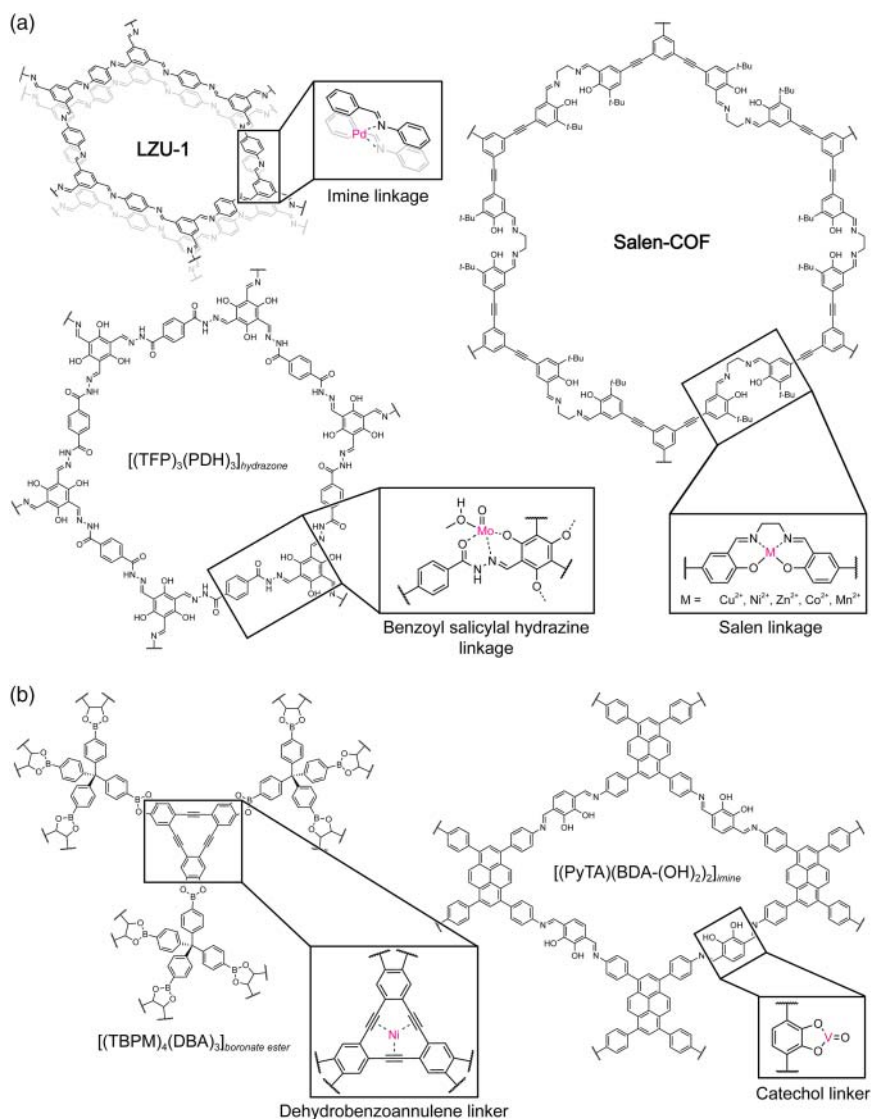 (a)
LZU-1
Pd
N
N
Imine linkage
Salen-COF
t-Bu
OH
HO
N
[(TFP)₃(PDH)₃]hydrazone
H
O
O
Mo
O
O
O
N
H
N
O
Benzoyl salicylal hydrazine
linkage
N
N
M
O
O
M = Cu²⁺, Ni²⁺, Zn²⁺, Co²⁺, Mn²⁺
Salen linkage
(b)
[(TBPM)₄(DBA)₃]boronate ester
Ni
Dehydrobenzoannulene linker
[(PyTA)(BDA-(OH)₂)₂]imine
O
V=O
O
Catechol linker